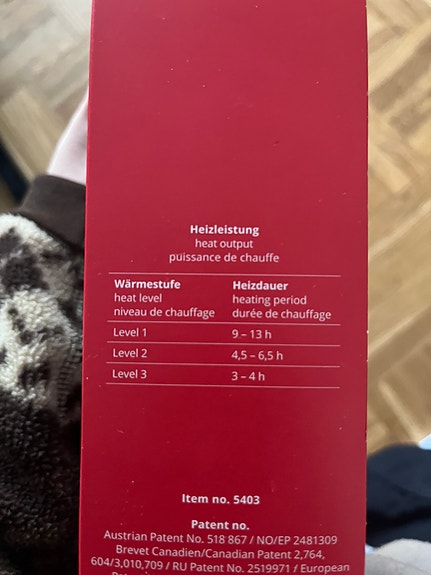 Heizleistung
heat output
puissance de chauffe
Wärmestufe Heizdauer
heat level heating period
niveau de chauffage durée de chauffage
Level 1 9 – 13 h
Level 2 4,5 – 6,5 h
Level 3 3 – 4 h
Item no. 5403
Patent no.
Austrian Patent No. 518 867 / NO/EP 2481309
Brevet Canadien/Canadian Patent 2,764,
604/3,010,709 / RU Patent No. 2519971 / European